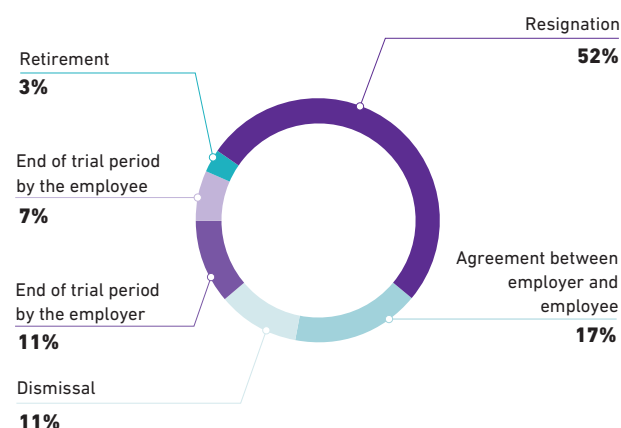 Resignation
52%
Retirement
3%
End of trial period
by the employee
7%
Agreement between
employer and
employee
17%
End of trial period
by the employer
11%
Dismissal
11%